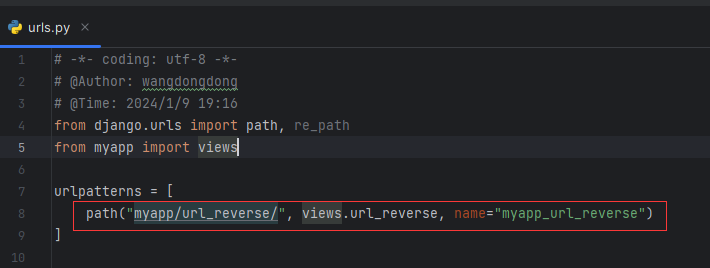 urls.py
1 # -*- coding: utf-8 -*-
2 # @Author: wangdongdong
3 # @Time: 2024/1/9 19:16
4 from django.urls import path, re_path
5 from myapp import views
6
7 urlpatterns = [
8 path("myapp/url_reverse/", views.url_reverse, name="myapp_url_reverse")
9 ]
10